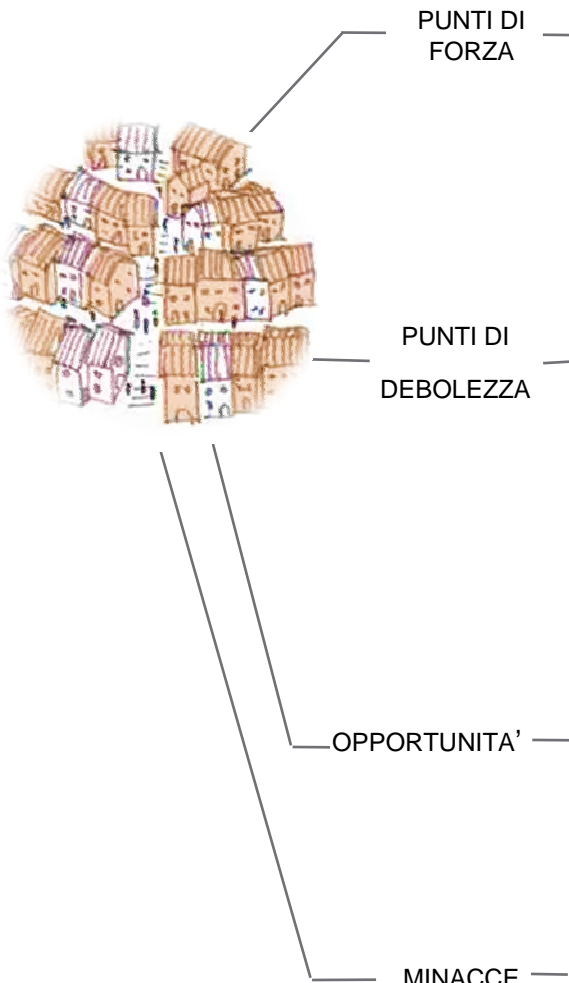 PUNTI DI
FORZA
PUNTI DI
DEBOLEZZA
OPPORTUNITA'
MINACCE